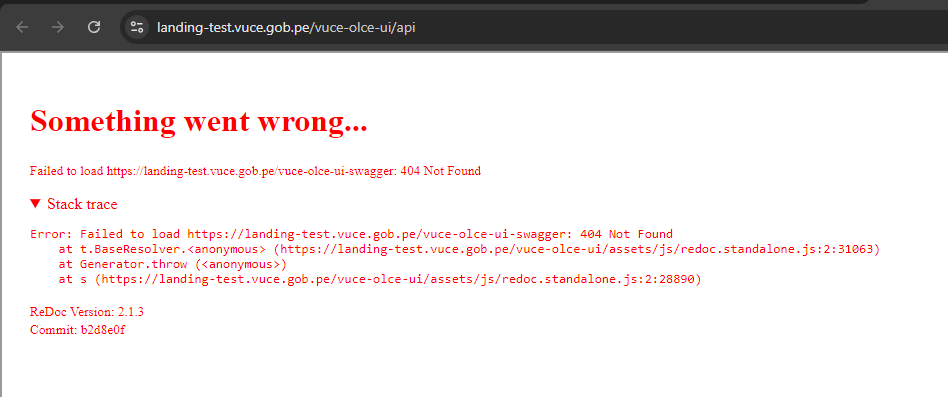 landing-test.vuce.gob.pe/vuce-olce-ui/api
Something went wrong...
Failed to load https://landing-test.vuce.gob.pe/vuce-olce-ui-swagger: 404 Not Found
▼ Stack trace
Error: Failed to load https://landing-test.vuce.gob.pe/vuce-olce-ui-swagger: 404 Not Found
    at t.BaseResolver.<anonymous> (https://landing-test.vuce.gob.pe/vuce-olce-ui/assets/js/redoc.standalone.js:2:31063)
    at Generator.throw (<anonymous>)
    at s (https://landing-test.vuce.gob.pe/vuce-olce-ui/assets/js/redoc.standalone.js:2:28890)
ReDoc Version: 2.1.3
Commit: b2d8e0f